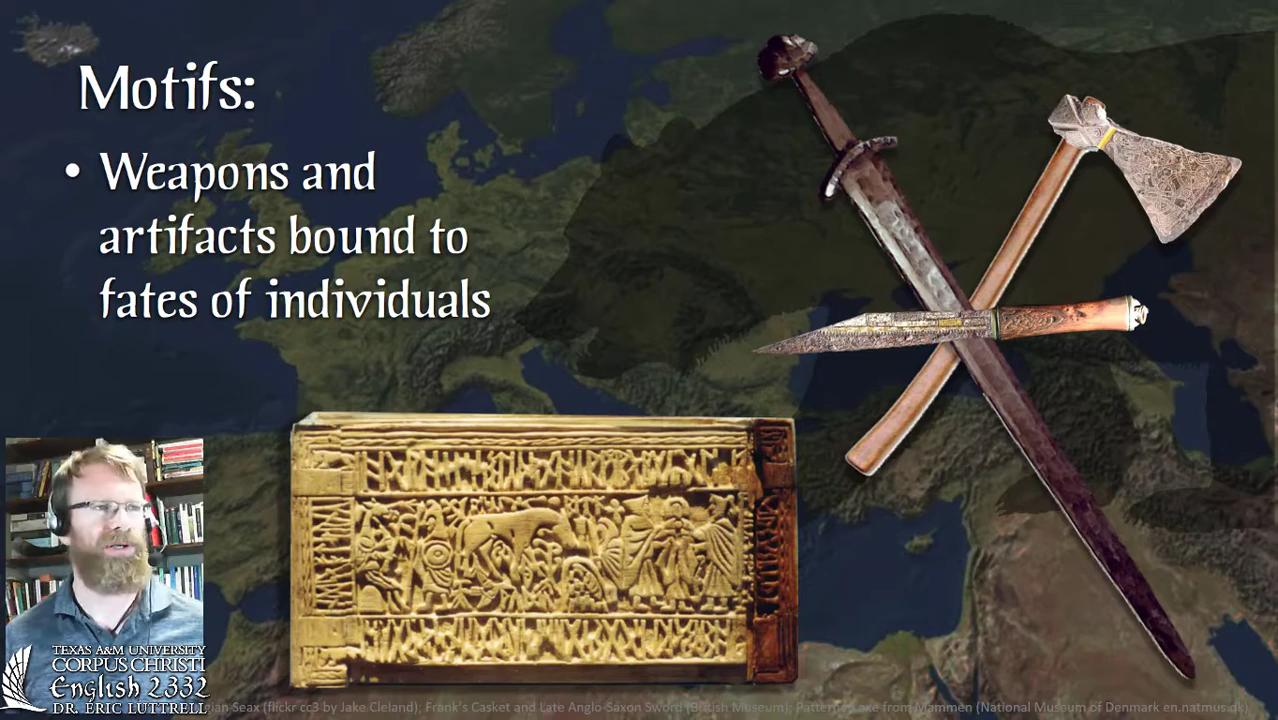 Motifs:
• Weapons and
artifacts bound to
fates of individuals
TEXAS A&M UNIVERSITY
CORPUS CHRISTI
English 2332
DR. ERIC LUTTRELL
Seax (flickr cc3 by Jake Cleland); Frank's Casket and Late Anglo-Saxon Sword (British Museum); Patterned axe from Mammen (National Museum of Denmark en.natmus.dk)